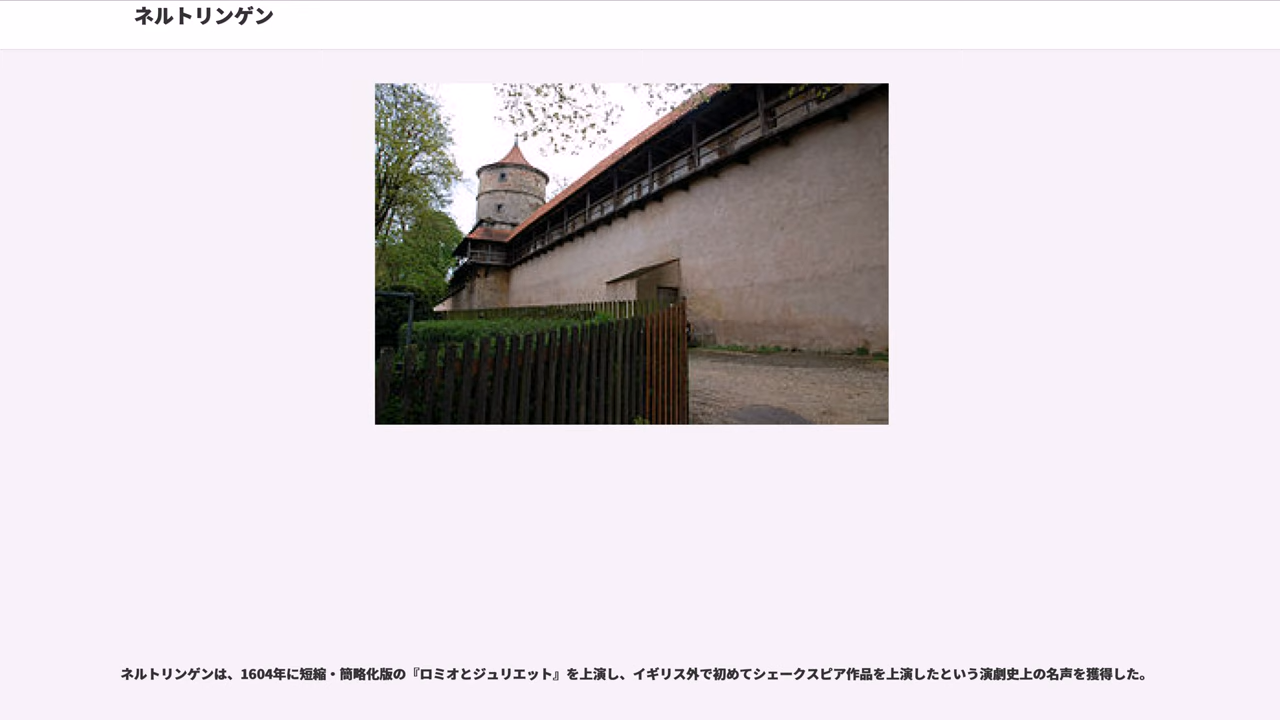 ネルトリンゲン
ネルトリンゲンは、1604年に短縮・簡略化版の『ロミオとジュリエット』を上演し、イギリス外で初めてシェークスピア作品を上演したという演劇史上の名声を獲得した。